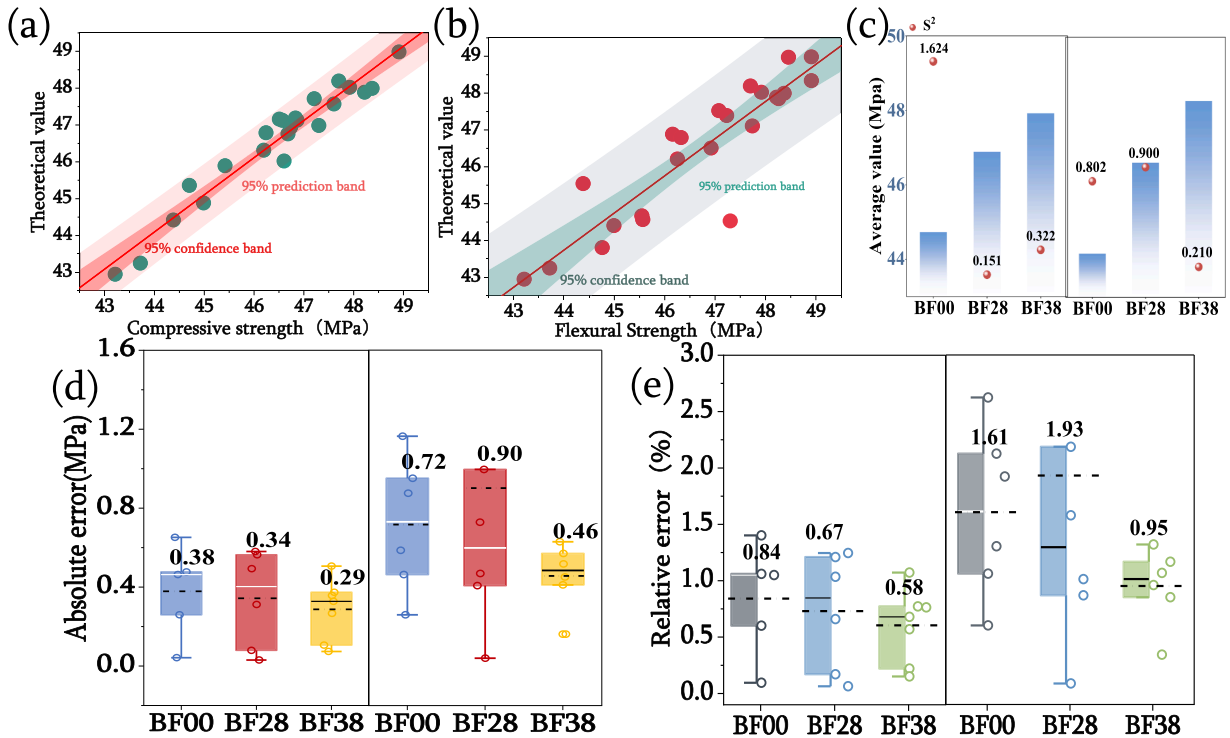 (a)
Theoretical value
49
48
47
46
45
44
43
95% prediction band
95% confidence band
43 44 45 46 47 48 49
Compressive strength（MPa）
(b)
Theoretical value
49
48
47
46
45
44
43
95% prediction band
95% confidence band
43 44 45 46 47 48 49
Flexural Strength（MPa）
(c)
Average value (Mpa)
50
48
46
44
S²
1.624
0.151
0.322
0.802
0.900
0.210
BF00 BF28 BF38 BF00 BF28 BF38
(d)
Absolute error(MPa)
1.6
1.2
0.8
0.4
0.0
0.38
0.34
0.29
0.72
0.90
0.46
BF00 BF28 BF38 BF00 BF28 BF38
(e)
Relative error（%）
3.0
2.5
2.0
1.5
1.0
0.5
0.0
0.84
0.67
0.58
1.61
1.93
0.95
BF00 BF28 BF38 BF00 BF28 BF38